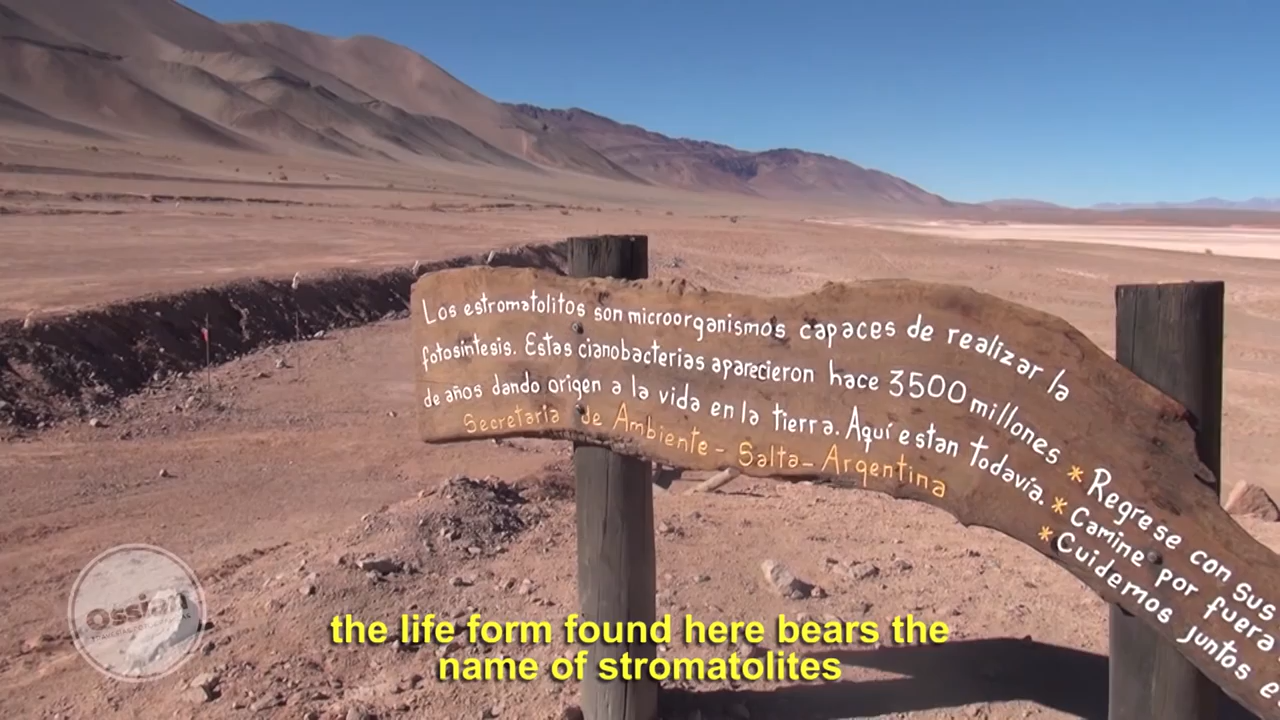 Los estromatolitos son microorganismos capaces de realizar la
fotosíntesis. Estas cianobacterias aparecieron hace 3500 millones
de años dando origen a la vida en la tierra. Aquí estan todavía.
Secretaria de Ambiente - Salta - Argentina
* Regrese con sus
* Camine por fuera
* Cuidemos juntos e
Ossian
the life form found here bears the
name of stromatolites